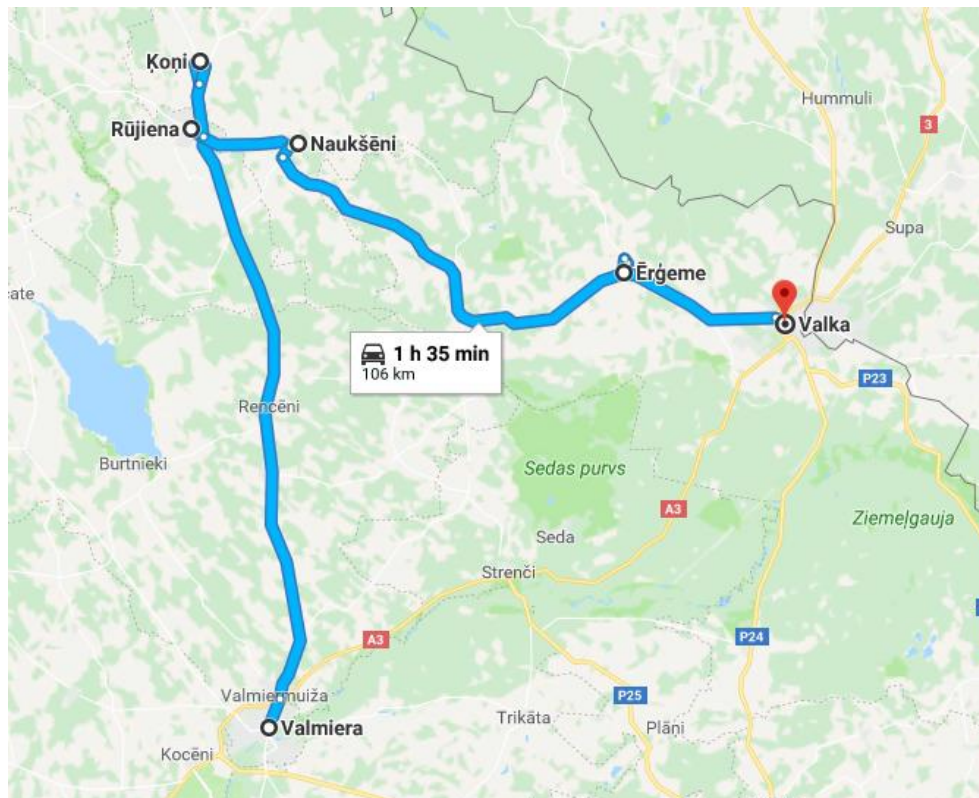 Ķoņi
Hummuli
3
Rūjiena
Naukšēni
Supa
Ērģeme
cate
Valka
1 h 35 min
106 km
P23
Rencēni
Burtnieki
Sedas purvs
A3
Ziemeļgauja
Seda
Strenči
A3
P24
Valmiermuiža
P25
Valmiera
Trikāta
Plāņi
Kocēni